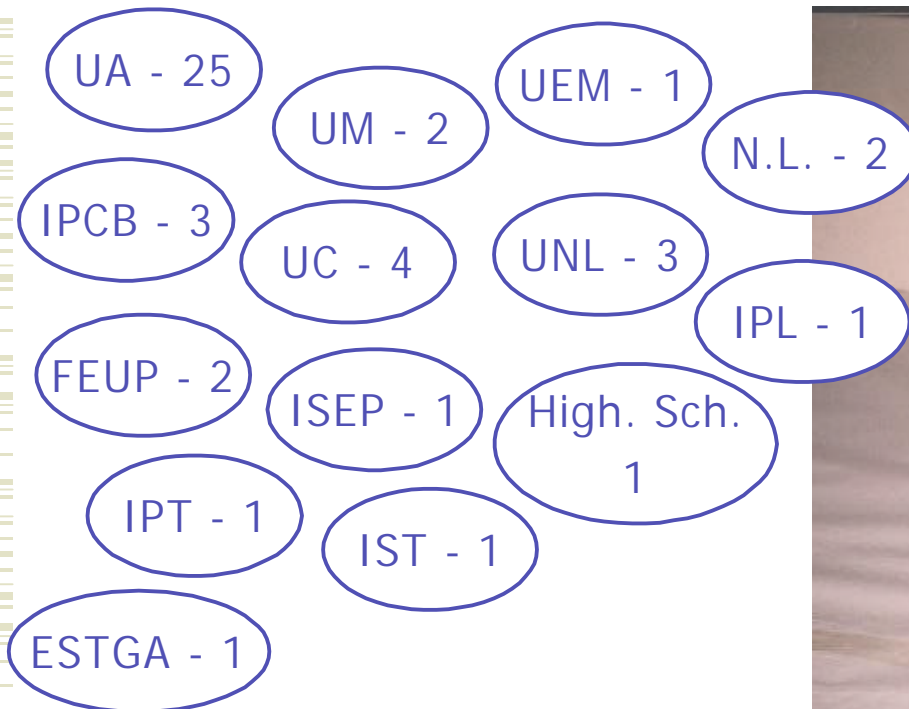 UA - 25
UM - 2
UEM - 1
N.L. - 2
IPCB - 3
UC - 4
UNL - 3
IPL - 1
FEUP - 2
ISEP - 1
High. Sch.
1
IPT - 1
IST - 1
ESTGA - 1